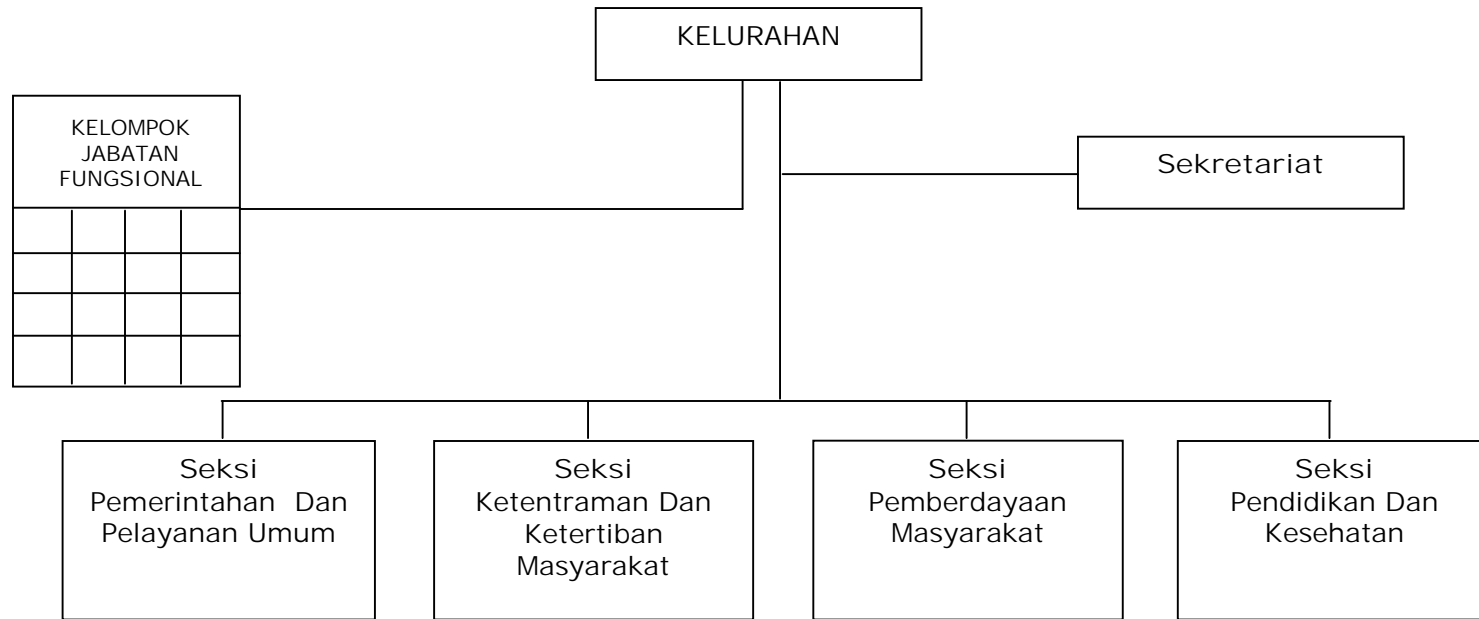 KELURAHAN
KELOMPOK
JABATAN
FUNGSIONAL
Sekretariat
Seksi
Pemerintahan Dan
Pelayanan Umum
Seksi
Ketentraman Dan
Ketertiban
Masyarakat
Seksi
Pemberdayaan
Masyarakat
Seksi
Pendidikan Dan
Kesehatan